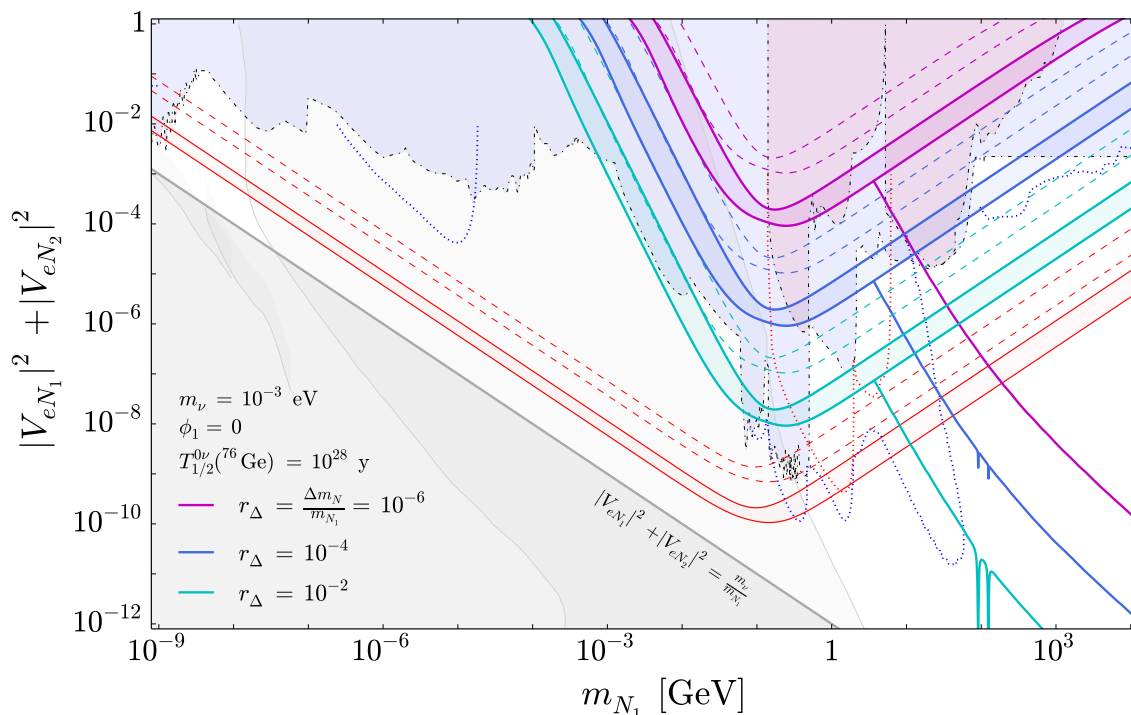 1
10^{-2}
10^{-4}
10^{-6}
10^{-8}
10^{-10}
10^{-12}
|V_{eN_1}|^2 + |V_{eN_2}|^2
m_ν = 10^{-3} eV
ϕ_1 = 0
T_{1/2}^{0ν}(^{76}Ge) = 10^{28} y
r_Δ = \frac{Δm_N}{m_{N_1}} = 10^{-6}
r_Δ = 10^{-4}
r_Δ = 10^{-2}
|V_{eN_1}|^2 + |V_{eN_2}|^2 = \frac{m_ν}{m_{N_1}}
10^{-9} 10^{-6} 10^{-3} 1 10^3
m_{N_1} [GeV]